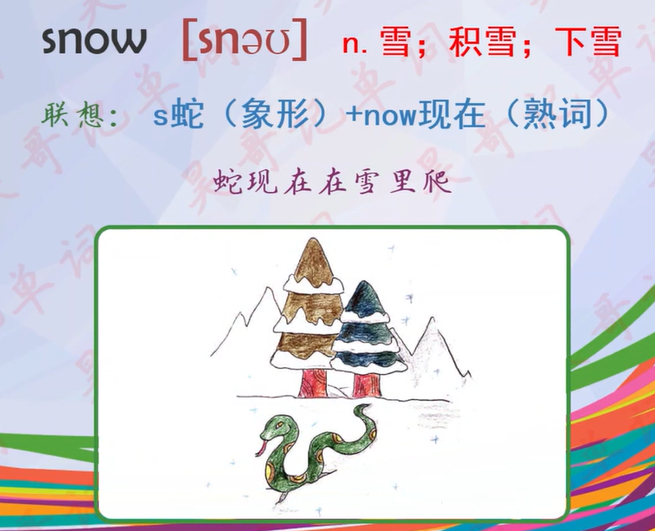 snow [snəʊ] n. 雪；积雪；下雪
联想： s蛇（象形）+now现在（熟词）
蛇现在在雪里爬